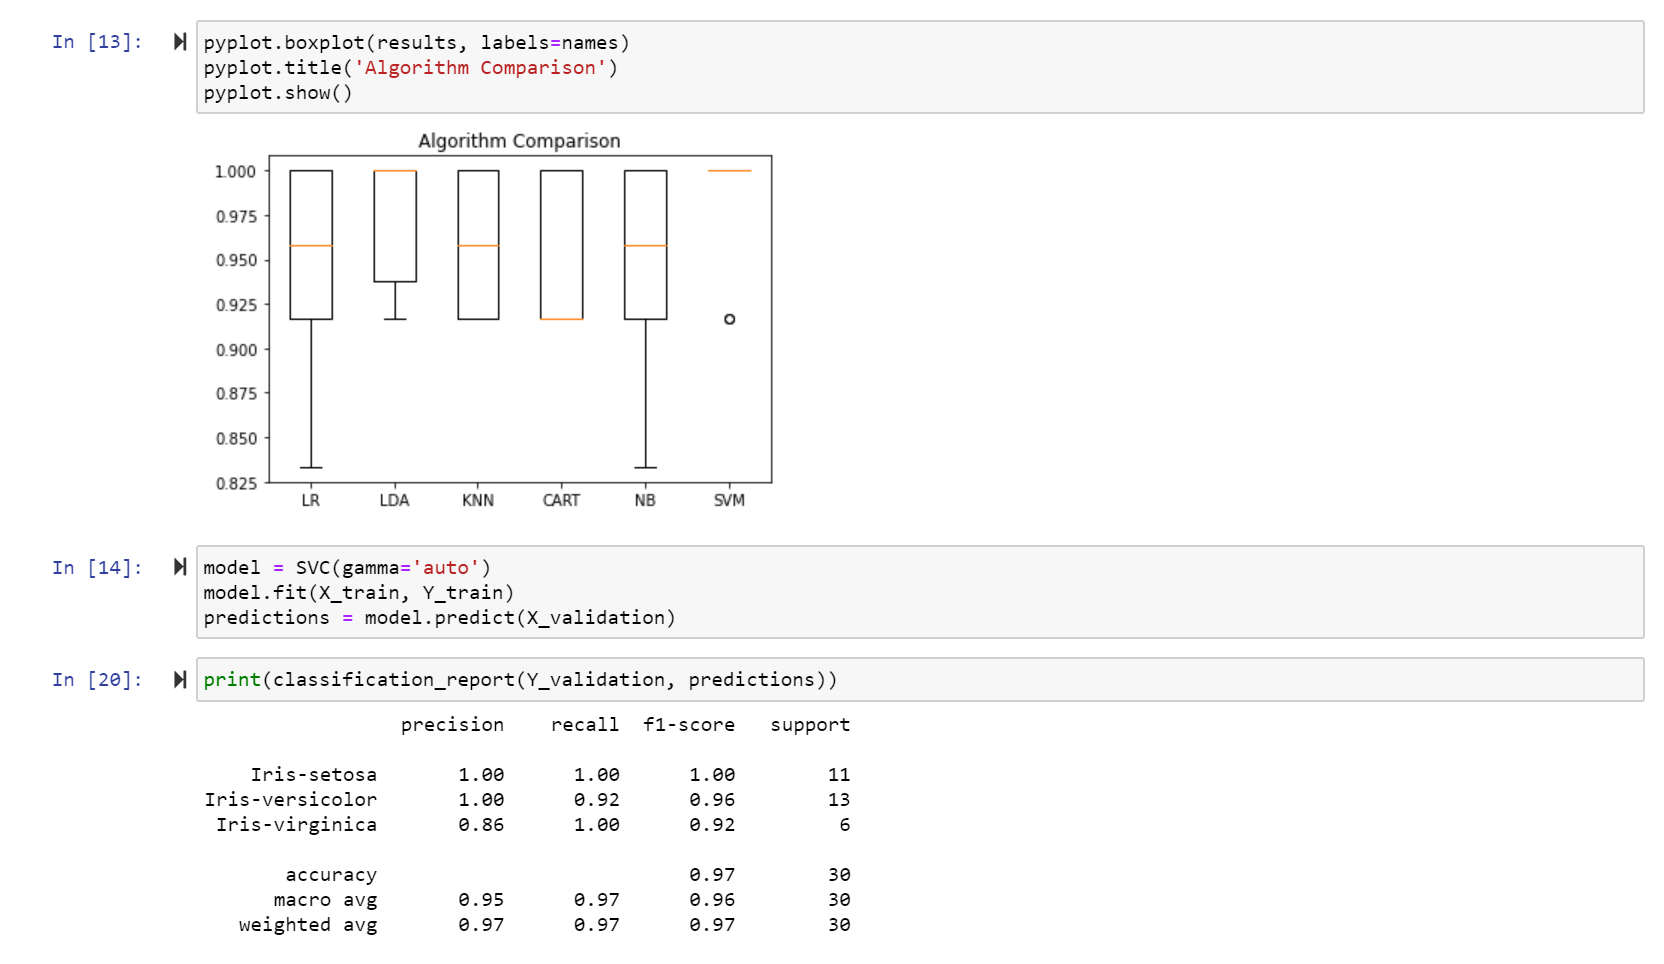 In [13]:
pyplot.boxplot(results, labels=names)
pyplot.title('Algorithm Comparison')
pyplot.show()
Algorithm Comparison
1.000
0.975
0.950
0.925
0.900
0.875
0.850
0.825
LR LDA KNN CART NB SVM
In [14]:
model = SVC(gamma='auto')
model.fit(X_train, Y_train)
predictions = model.predict(X_validation)
In [20]:
print(classification_report(Y_validation, predictions))
precision recall f1-score support
Iris-setosa 1.00 1.00 1.00 11
Iris-versicolor 1.00 0.92 0.96 13
Iris-virginica 0.86 1.00 0.92 6
accuracy 0.97 30
macro avg 0.95 0.97 0.96 30
weighted avg 0.97 0.97 0.97 30